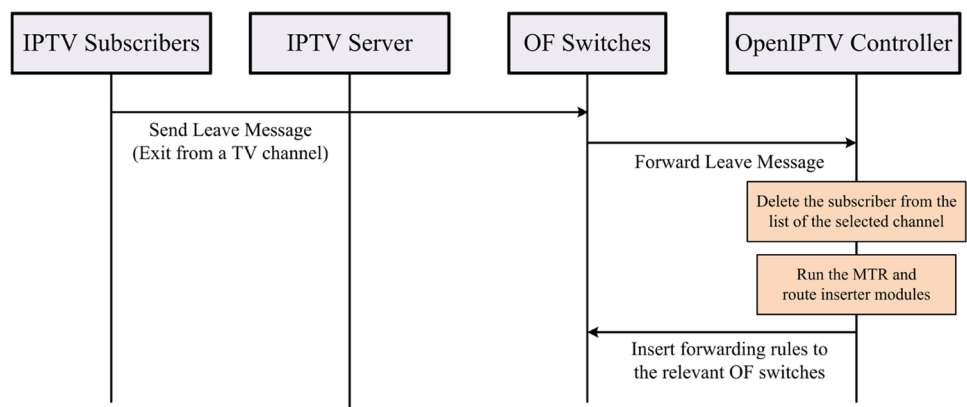 IPTV Subscribers
IPTV Server
OF Switches
OpenIPTV Controller
Send Leave Message
(Exit from a TV channel)
Forward Leave Message
Delete the subscriber from the
list of the selected channel
Run the MTR and
route inserter modules
Insert forwarding rules to
the relevant OF switches